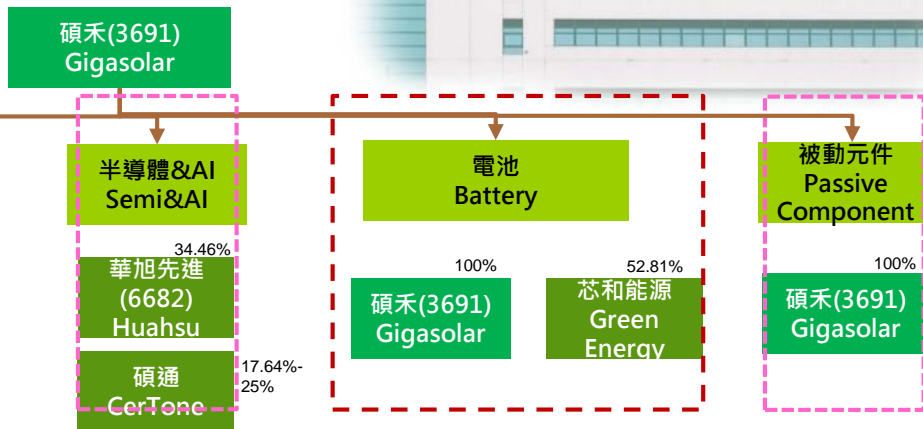 碩禾(3691)
Gigasolar
半導體&AI
Semi&AI
34.46%
華旭先進
(6682)
Huahsu
碩通
CerTone
17.64%-
25%
電池
Battery
100%
碩禾(3691)
Gigasolar
52.81%
芯和能源
Green
Energy
被動元件
Passive
Component
100%
碩禾(3691)
Gigasolar